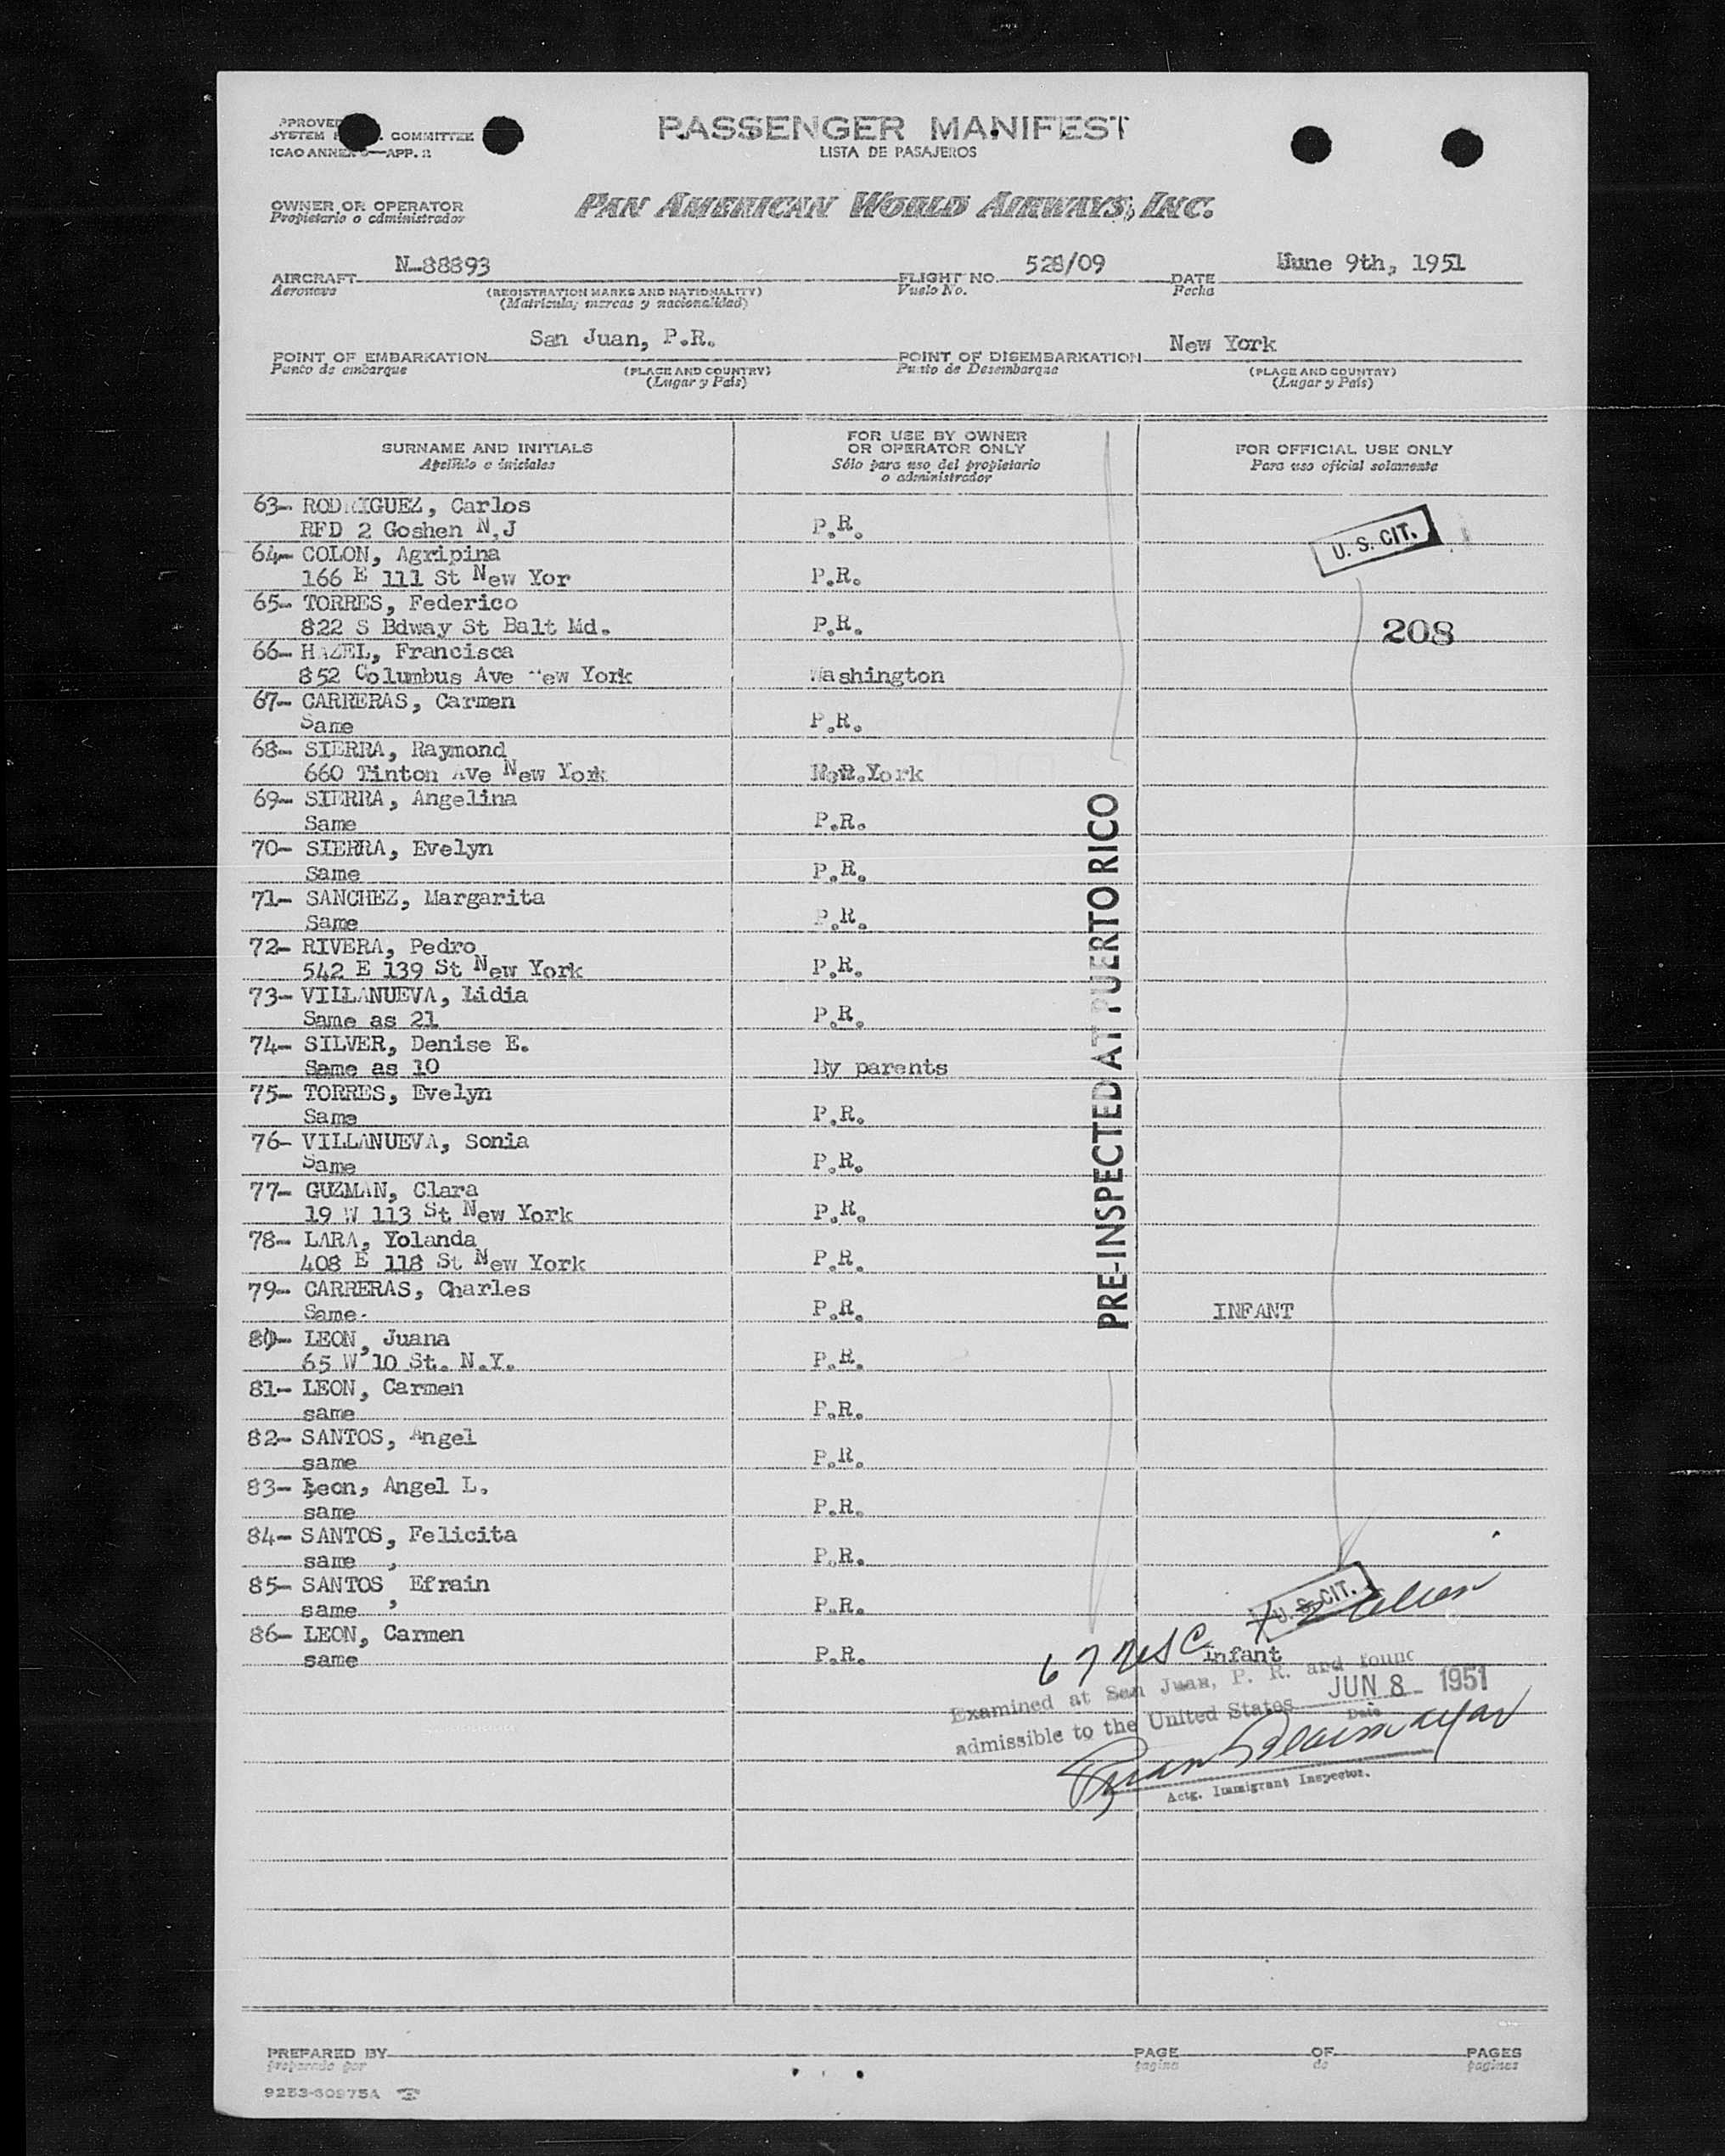 PASSENGER MANIFEST
LISTA DE PASAJEROS
COMMITTEE
APP. 2
OWNER OR OPERATOR
Propietario o administrador
PAN AMERICAN WORLD AIRWAYS, INC.
AIRCRAFT N-88893 FLIGHT NO. 528/09 DATE June 9th, 1951
Aeronave (REGISTRATION MARKS AND NATIONALITY) Vuelo No. Fecha
(Matrícula, marcas y nacionalidad)
POINT OF EMBARKATION San Juan, P.R. POINT OF DISEMBARKATION New York
Punto de embarque (PLACE AND COUNTRY) Punto de Desembarque (PLACE AND COUNTRY)
(Lugar y País) (Lugar y País)
SURNAME AND INITIALS
Apellido e iniciales
FOR USE BY OWNER
OR OPERATOR ONLY
Sólo para uso del propietario
o administrador
FOR OFFICIAL USE ONLY
Para uso oficial solamente
63- RODRIGUEZ, Carlos
RFD 2 Goshen N.J P.R.
U. S. CIT.
64- COLON, Agripina
166 E 111 St New Yor P.R.
65- TORRES, Federico
822 S Bdway St Balt Md. P.R. 208
66- HAZEL, Francisca
852 Columbus Ave New York Washington
67- CARRERAS, Carmen
Same P.R.
68- SIERRA, Raymond
660 Tinton Ave New York York
69- SIERRA, Angelina
Same P.R.
70- SIERRA, Evelyn
Same P.R.
71- SANCHEZ, Margarita
Same P.R.
72- RIVERA, Pedro
542 E 139 St New York P.R.
73- VILLANUEVA, Lidia
Same as 21 P.R.
74- SILVER, Denise E.
Same as 10 By parents
75- TORRES, Evelyn
Same P.R.
76- VILLANUEVA, Sonia
Same P.R.
77- GUZMAN, Clara
19 W 113 St New York P.R.
78- LARA, Yolanda
408 E 118 St New York P.R.
79- CARRERAS, Charles
Same P.R. INFANT
80- LEON, Juana
65 W 10 St. N.Y. P.R.
81- LEON, Carmen
same P.R.
82- SANTOS, Angel
same P.R.
83- Leon, Angel L.
same P.R.
84- SANTOS, Felicita
same , P.R.
85- SANTOS, Efrain
same P.R.
86- LEON, Carmen
same P.R. infant
PRE-INSPECTED AT PUERTO RICO
U. S. CIT.
67 USC + 2 alien
Examined at San Juan, P. R. and found
admissible to the United States JUN 8 - 1951
Date
Actg. Immigrant Inspector.
PREPARED BY PAGE OF PAGES
preparado por pagina de paginas
9253-60975A